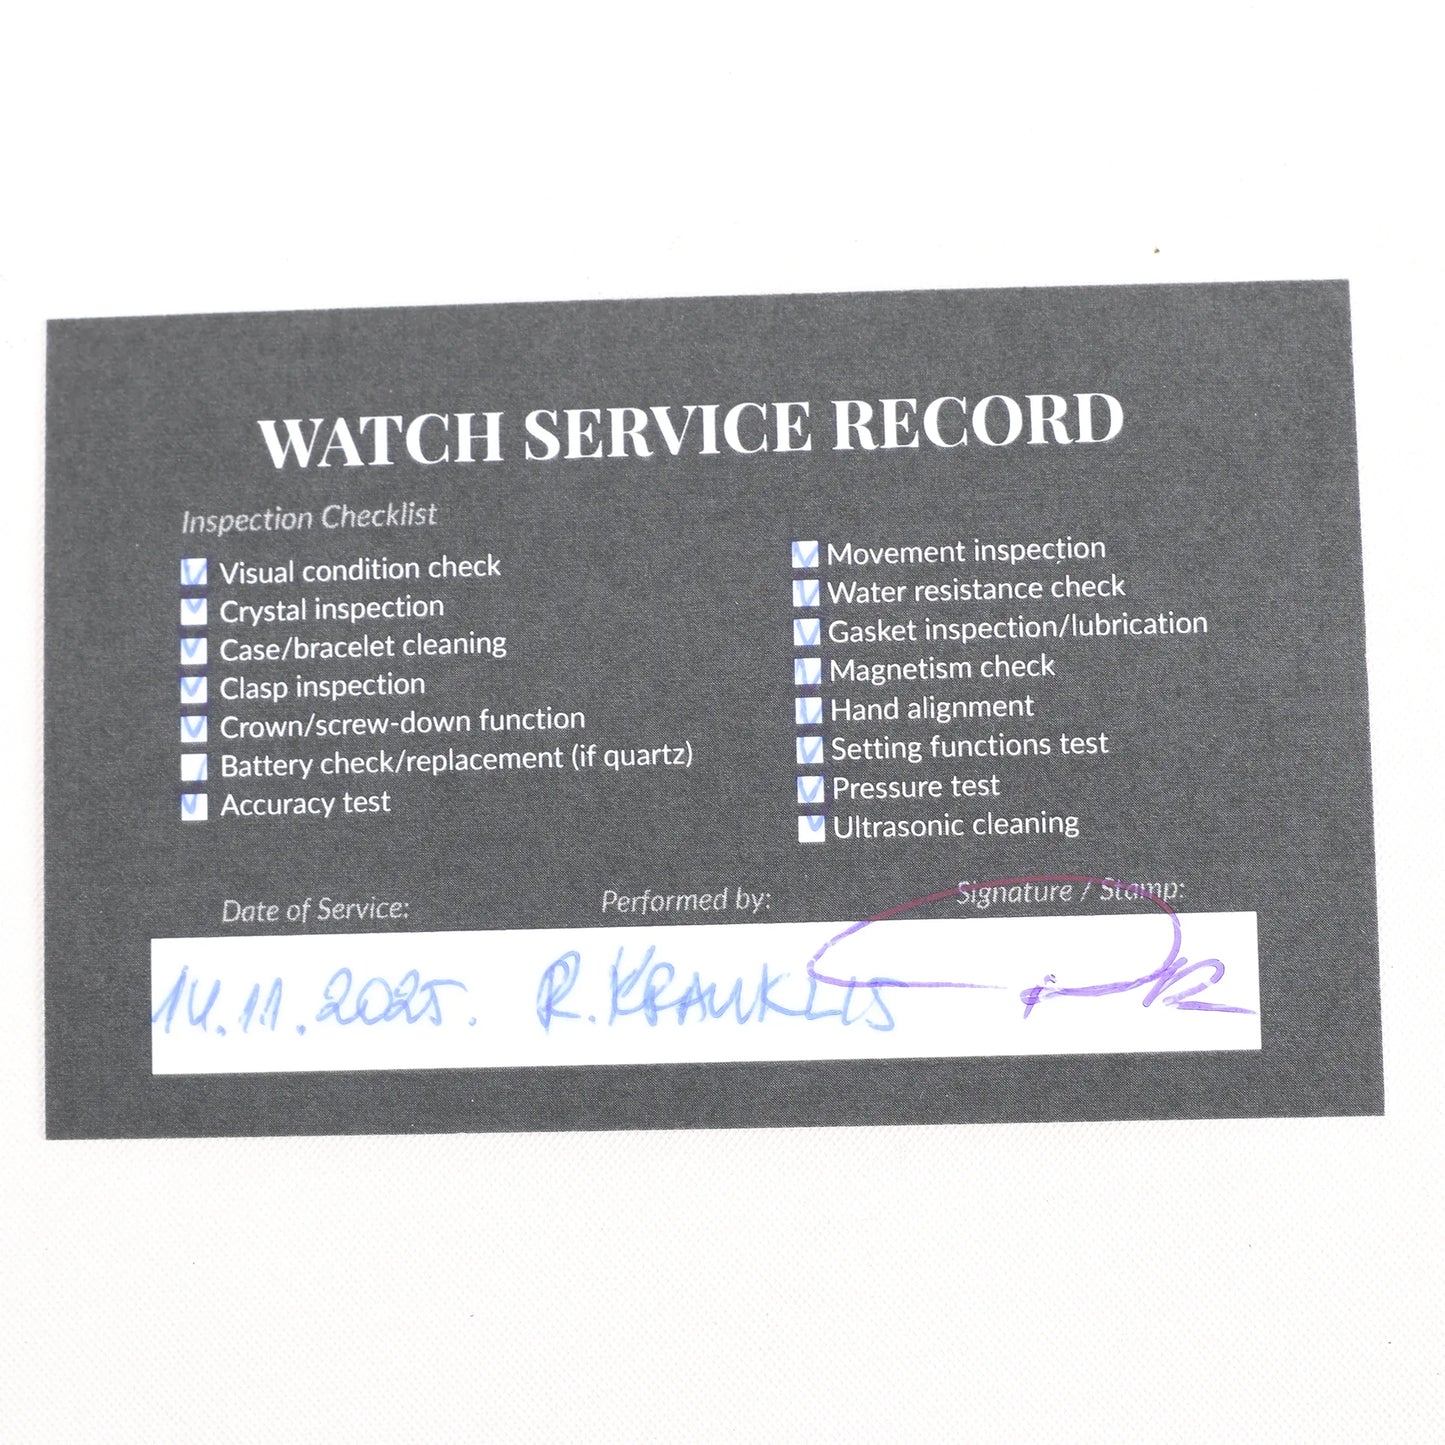 WATCH SERVICE RECORD
Inspection Checklist
Visual condition check
Crystal inspection
Case/bracelet cleaning
Clasp inspection
Crown/screw-down function
Battery check/replacement (if quartz)
Accuracy test
Movement inspection
Water resistance check
Gasket inspection/lubrication
Magnetism check
Hand alignment
Setting functions test
Pressure test
Ultrasonic cleaning
Date of Service:
Performed by:
Signature / Stamp:
14.11.2025. R. KRAUKLIS